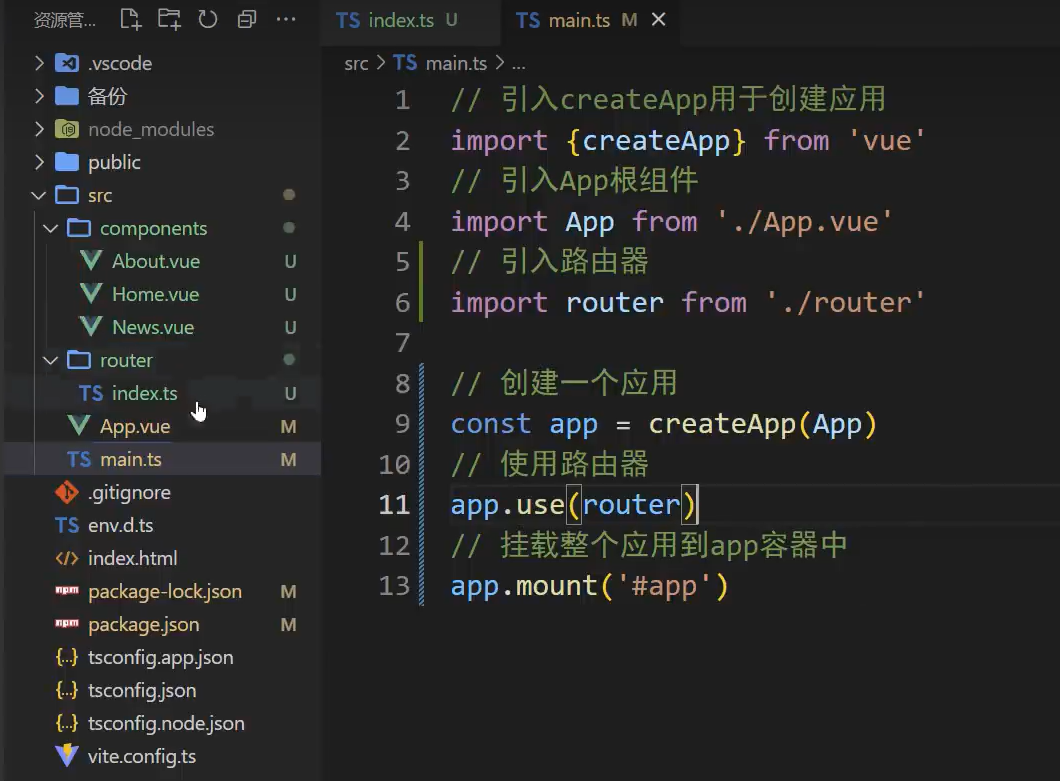 资源管...
TS index.ts U
TS main.ts M
src > TS main.ts > ...
.vscode
备份
node_modules
public
src
components
About.vue U
Home.vue U
News.vue U
router
TS index.ts U
App.vue M
TS main.ts M
.gitignore
TS env.d.ts
index.html
package-lock.json M
package.json M
{..} tsconfig.app.json
{..} tsconfig.json
{..} tsconfig.node.json
vite.config.ts
1 // 引入createApp用于创建应用
2 import {createApp} from 'vue'
3 // 引入App根组件
4 import App from './App.vue'
5 // 引入路由器
6 import router from './router'
7
8 // 创建一个应用
9 const app = createApp(App)
10 // 使用路由器
11 app.use(router)
12 // 挂载整个应用到app容器中
13 app.mount('#app')